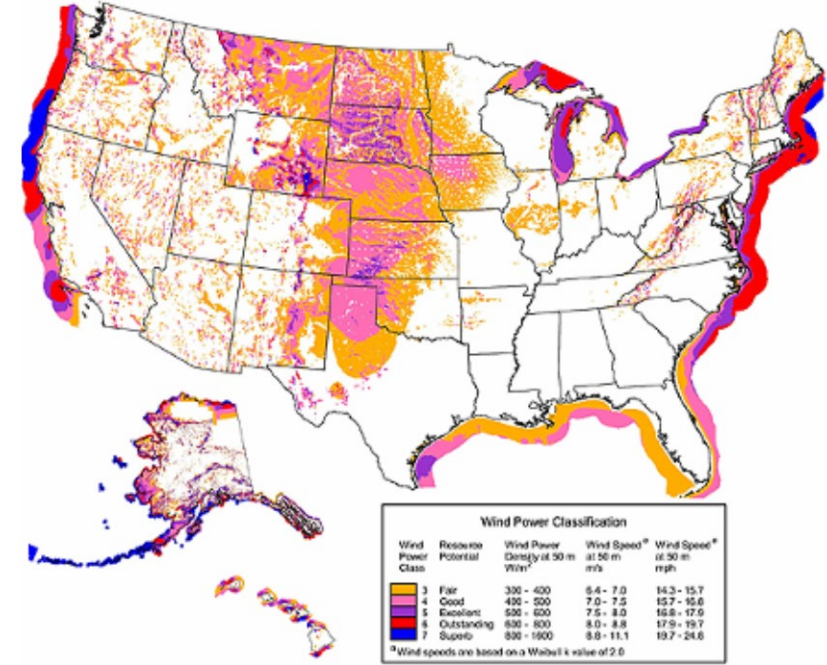 Wind Power Classification
Wind Power Class Resource Potential Wind Power Density at 50 m W/m² Wind Speedᵃ at 50 m m/s Wind Speedᵃ at 50 m mph
3 Fair 300 - 400 6.4 - 7.0 14.3 - 15.7
4 Good 400 - 500 7.0 - 7.5 15.7 - 16.8
5 Excellent 500 - 600 7.5 - 8.0 16.8 - 17.9
6 Outstanding 600 - 800 8.0 - 8.8 17.9 - 19.7
7 Superb 800 - 1600 8.8 - 11.1 19.7 - 24.8
ᵃWind speeds are based on a Weibull k value of 2.0